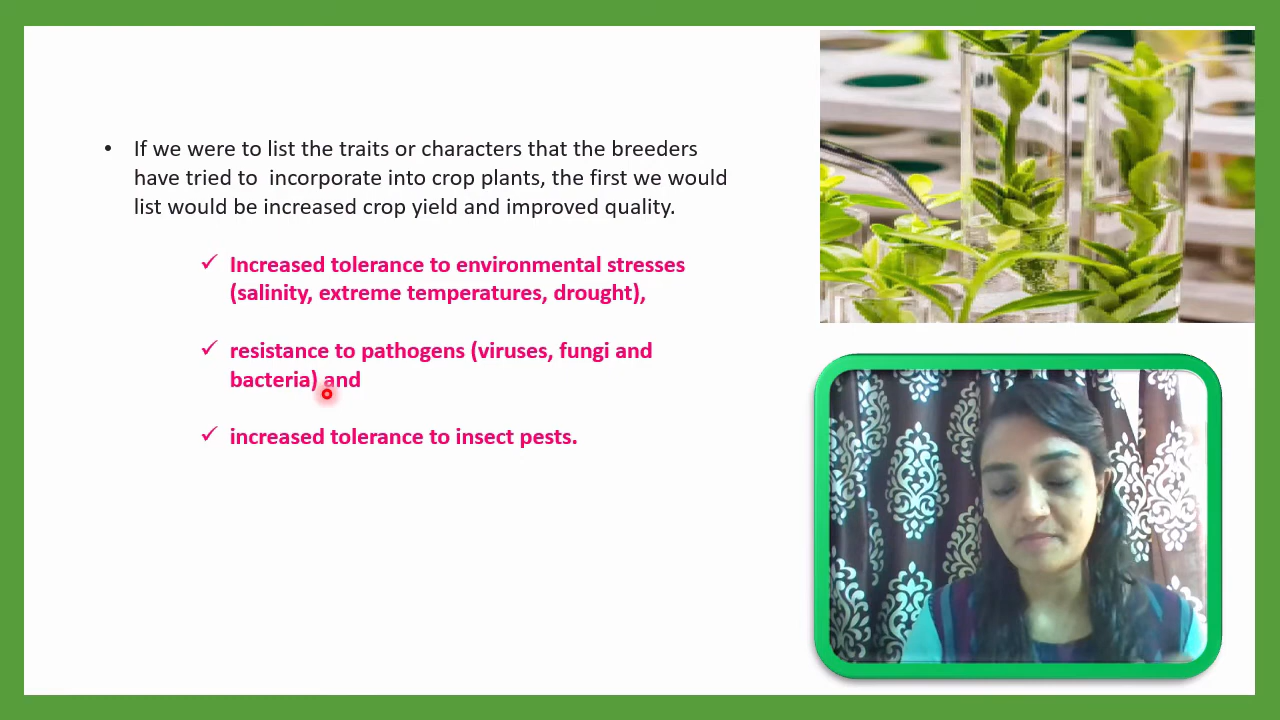 • If we were to list the traits or characters that the breeders
have tried to  incorporate into crop plants, the first we would
list would be increased crop yield and improved quality.
✓ Increased tolerance to environmental stresses
(salinity, extreme temperatures, drought),
✓ resistance to pathogens (viruses, fungi and
bacteria) and
✓ increased tolerance to insect pests.